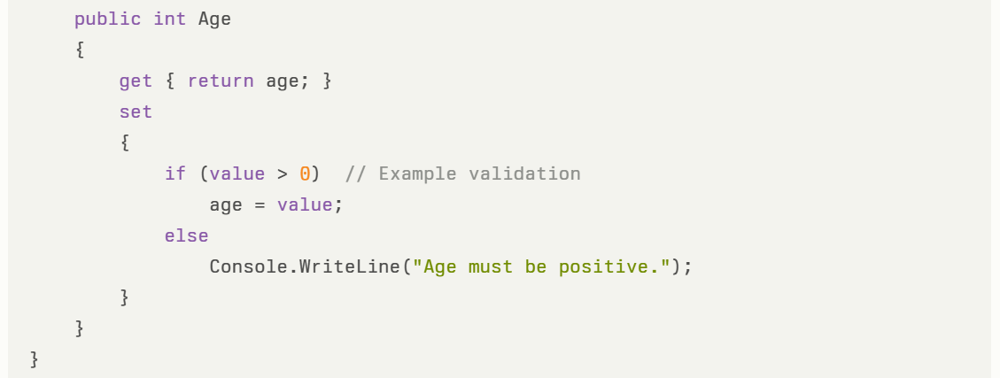 public int Age
{
get { return age; }
set
{
if (value > 0)  // Example validation
age = value;
else
Console.WriteLine("Age must be positive.");
}
}
}